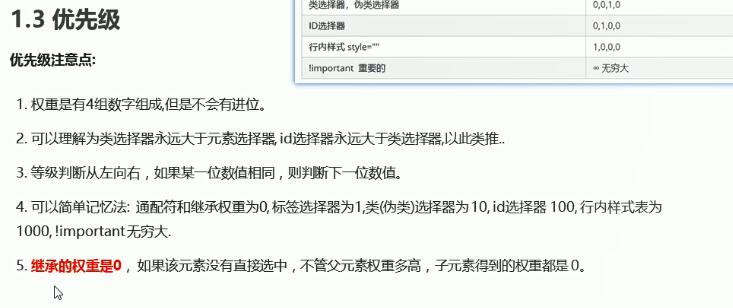 1.3 优先级
类选择器，伪类选择器 0,0,1,0
ID选择器 0,1,0,0
行内样式 style="" 1,0,0,0
!important 重要的 ∞ 无穷大
优先级注意点:
1. 权重是有4组数字组成,但是不会有进位。
2. 可以理解为类选择器永远大于元素选择器, id选择器永远大于类选择器,以此类推..
3. 等级判断从左向右，如果某一位数值相同，则判断下一位数值。
4. 可以简单记忆法: 通配符和继承权重为0, 标签选择器为1,类(伪类)选择器为 10, id选择器 100, 行内样式表为
1000, !important 无穷大.
5. 继承的权重是0， 如果该元素没有直接选中，不管父元素权重多高，子元素得到的权重都是 0。